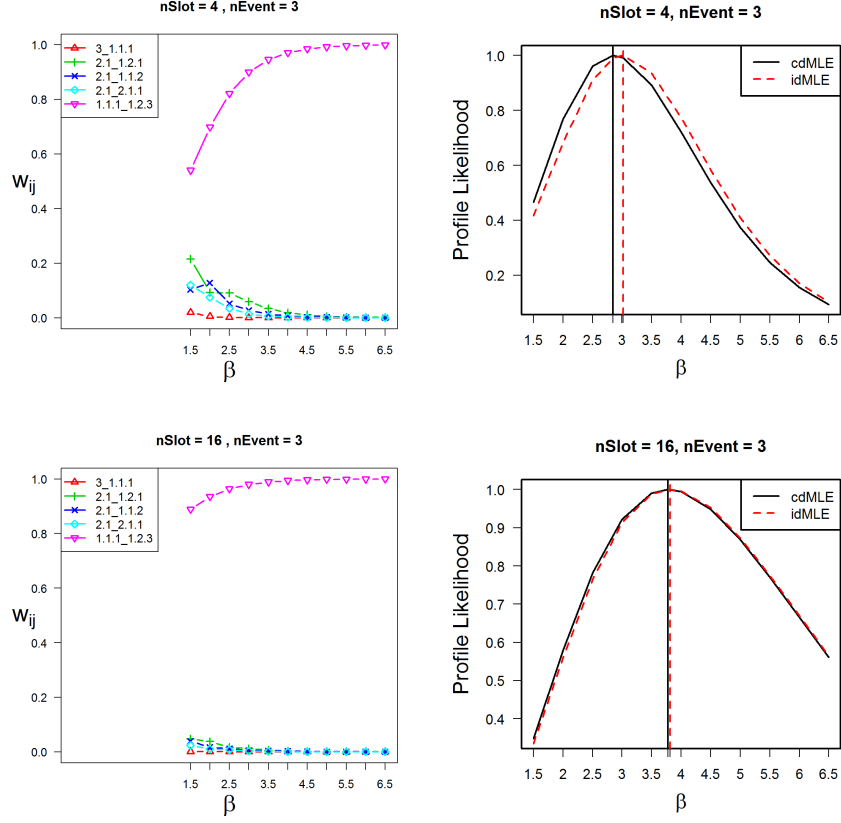 nSlot = 4 , nEvent = 3
3_1.1.1
2.1_1.2.1
2.1_1.1.2
2.1_2.1.1
1.1.1_1.2.3
1.0
0.8
0.6
0.4
0.2
0.0
wij
1.5 2.5 3.5 4.5 5.5 6.5
β
nSlot = 4, nEvent = 3
cdMLE
idMLE
1.0
0.8
0.6
0.4
0.2
Profile Likelihood
1.5 2 2.5 3 3.5 4 4.5 5 5.5 6 6.5
β
nSlot = 16 , nEvent = 3
3_1.1.1
2.1_1.2.1
2.1_1.1.2
2.1_2.1.1
1.1.1_1.2.3
1.0
0.8
0.6
0.4
0.2
0.0
wij
1.5 2.5 3.5 4.5 5.5 6.5
β
nSlot = 16, nEvent = 3
cdMLE
idMLE
1.0
0.9
0.8
0.7
0.6
0.5
0.4
Profile Likelihood
1.5 2 2.5 3 3.5 4 4.5 5 5.5 6 6.5
β